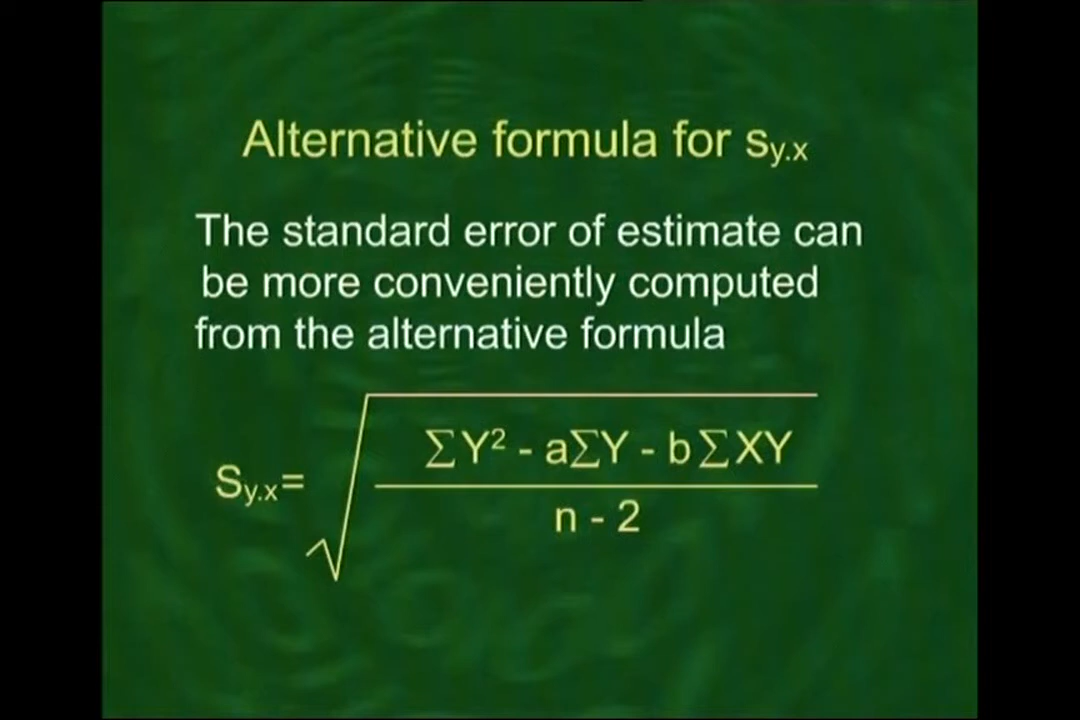 Alternative formula for sy.x
The standard error of estimate can
be more conveniently computed
from the alternative formula
Sy.x= √
∑Y² - a∑Y - b∑XY
n - 2